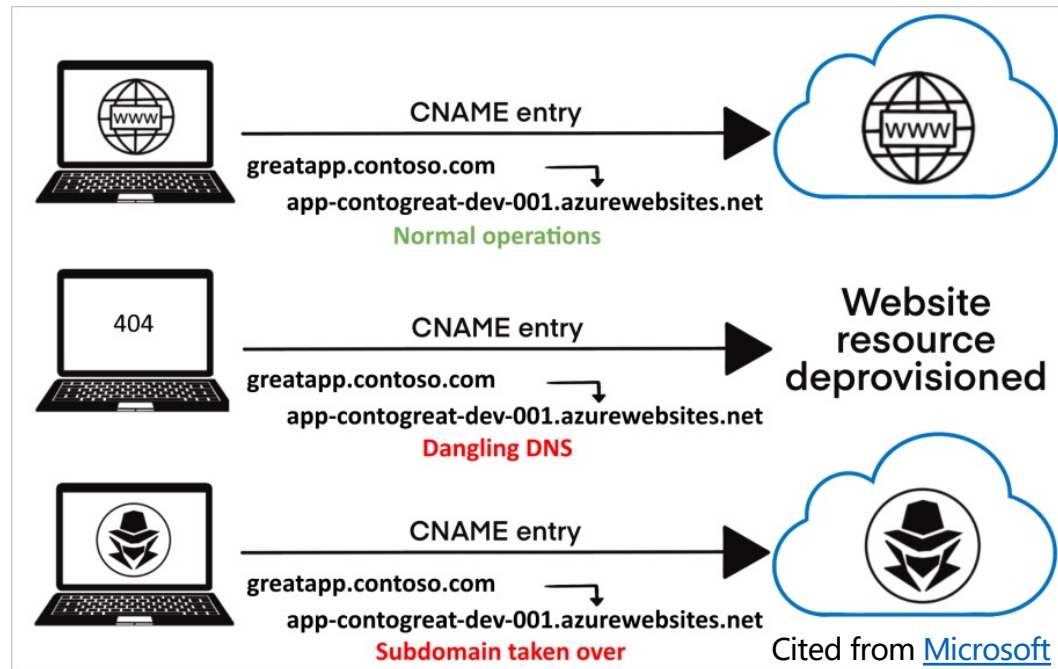 WWW
CNAME entry
WWW
greatapp.contoso.com
app-contogreat-dev-001.azurewebsites.net
Normal operations
404
CNAME entry
Website
resource
deprovisioned
greatapp.contoso.com
app-contogreat-dev-001.azurewebsites.net
Dangling DNS
CNAME entry
greatapp.contoso.com
app-contogreat-dev-001.azurewebsites.net
Subdomain taken over
Cited from Microsoft